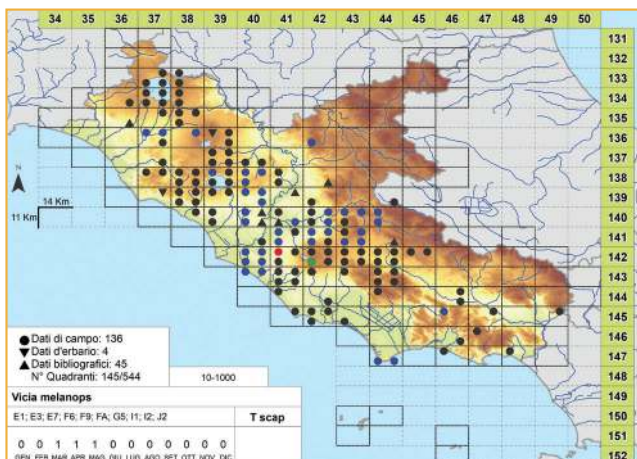 34 35 36 37 38 39 40 41 42 43 44 45 46 47 48 49 50
131
132
133
134
135
136
137
138
139
140
141
142
143
144
145
146
147
148
149
150
151
152
N
14 Km
11 Km
Dati di campo: 136
Dati d'erbario: 4
Dati bibliografici: 45
N° Quadranti: 145/544
10-1000
Vicia melanops
E1; E3; E7; F6; F9; FA; G5; I1; I2; J2 T scap
0 0 1 1 1 0 0 0 0 0 0 0
GEN FEB MAR APR MAG GIU LUG AGO SET OTT NOV DIC